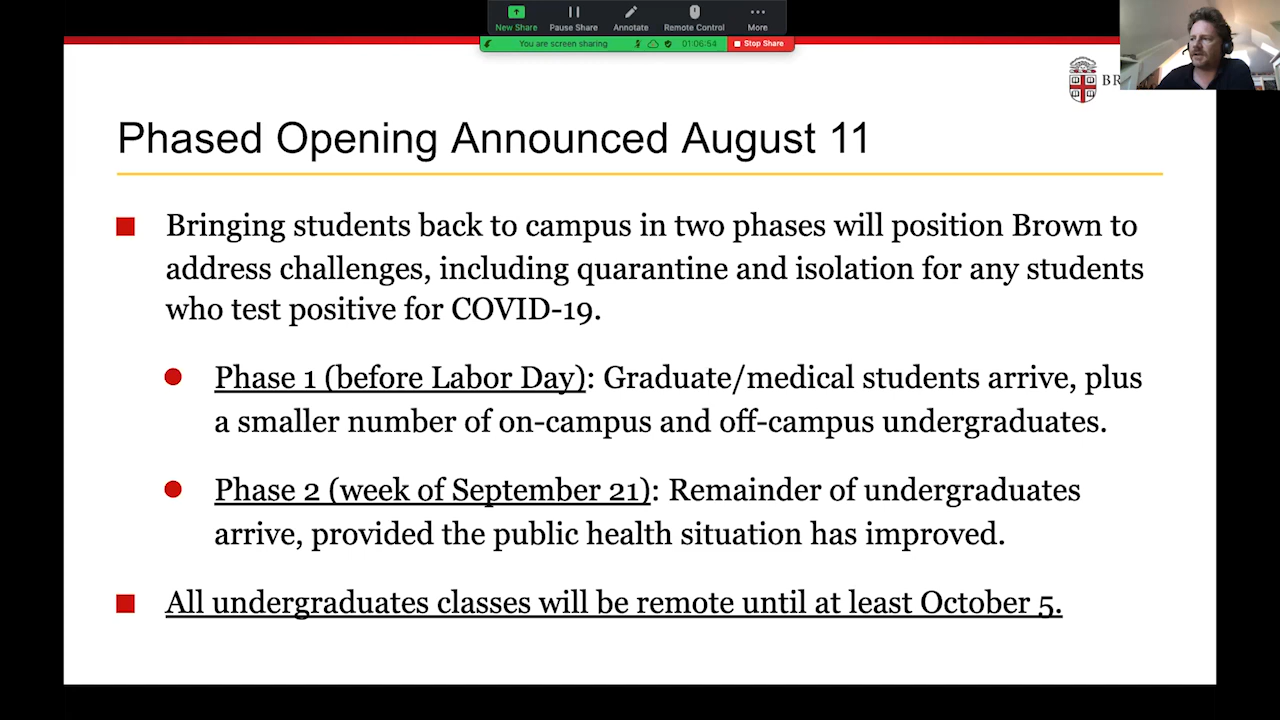 New Share
Pause Share
Annotate
Remote Control
More
You are screen sharing
01:06:54
Stop Share
BR
Phased Opening Announced August 11
Bringing students back to campus in two phases will position Brown to
address challenges, including quarantine and isolation for any students
who test positive for COVID-19.
Phase 1 (before Labor Day): Graduate/medical students arrive, plus
a smaller number of on-campus and off-campus undergraduates.
Phase 2 (week of September 21): Remainder of undergraduates
arrive, provided the public health situation has improved.
All undergraduates classes will be remote until at least October 5.